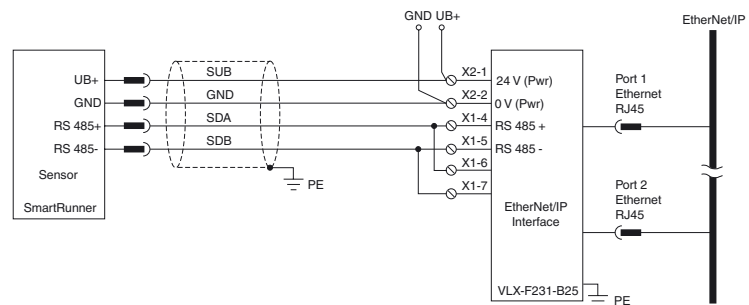 GND UB+
EtherNet/IP
UB+
SUB
X2-1
24 V (Pwr)
GND
GND
X2-2
0 V (Pwr)
RS 485+
SDA
X1-4
RS 485 +
RS 485-
SDB
X1-5
RS 485 -
X1-6
X1-7
Sensor
SmartRunner
PE
EtherNet/IP
Interface
VLX-F231-B25
PE
Port 1
Ethernet
RJ45
Port 2
Ethernet
RJ45